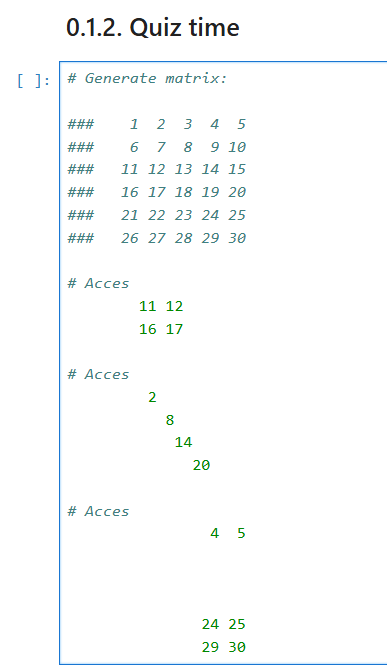 0.1.2. Quiz time
[ ]: # Generate matrix:
### 1 2 3 4 5
### 6 7 8 9 10
### 11 12 13 14 15
### 16 17 18 19 20
### 21 22 23 24 25
### 26 27 28 29 30
# Acces
11 12
16 17
# Acces
2
8
14
20
# Acces
4 5
24 25
29 30